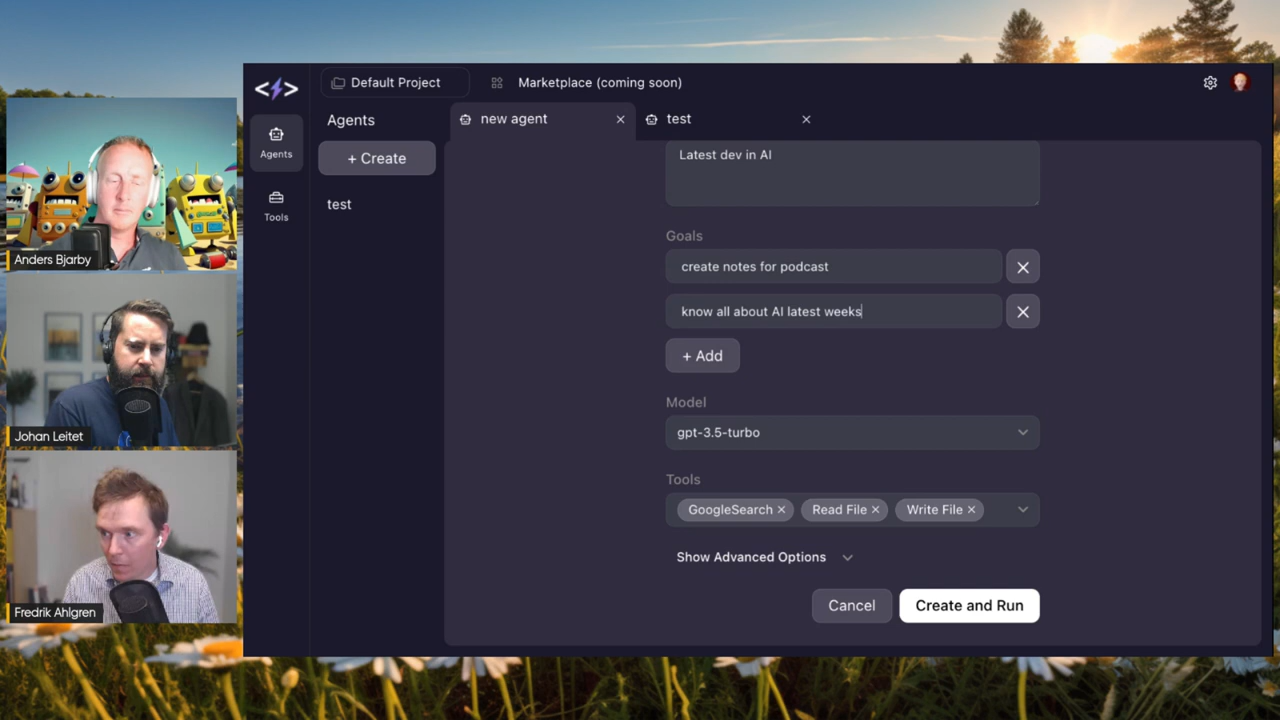 Default Project
Marketplace (coming soon)
Agents
Tools
Agents
+ Create
test
new agent
test
Latest dev in AI
Goals
create notes for podcast
know all about AI latest weeks
+ Add
Model
gpt-3.5-turbo
Tools
GoogleSearch Read File Write File
Show Advanced Options
Cancel Create and Run
Anders Bjarby
Johan Leitet
Fredrik Ahlgren